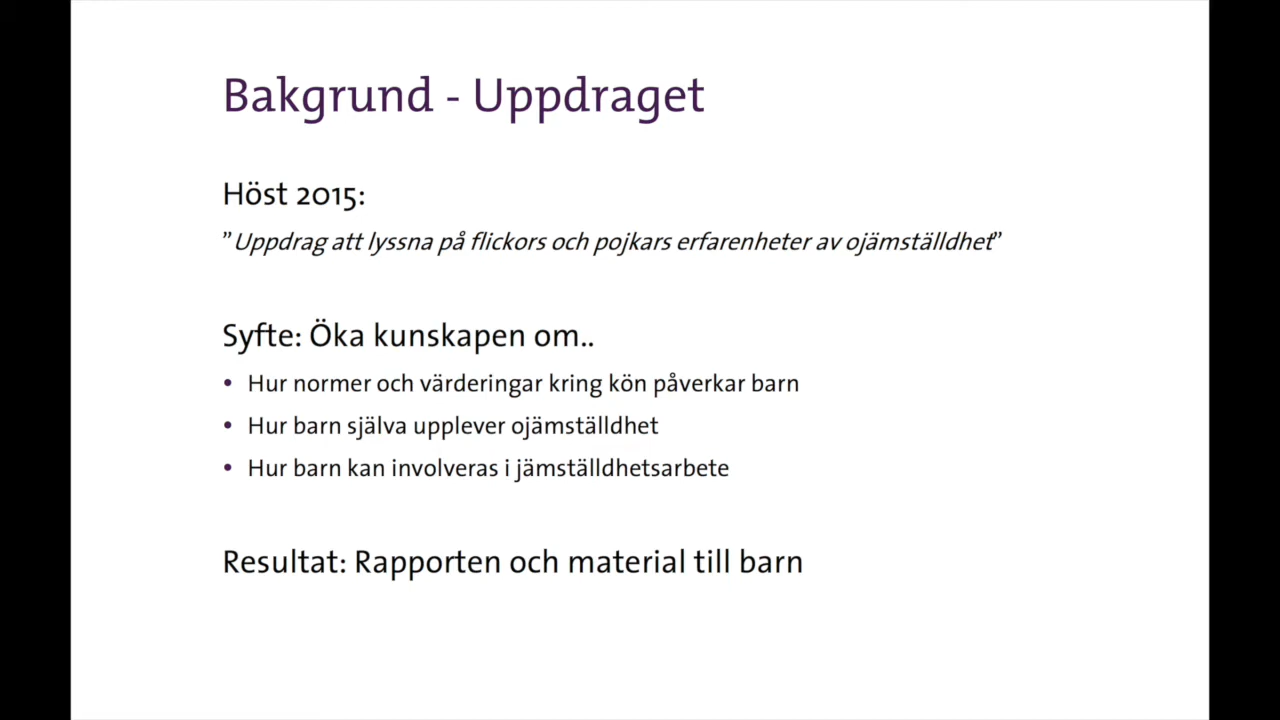 Bakgrund - Uppdraget
Höst 2015:
”Uppdrag att lyssna på flickors och pojkars erfarenheter av ojämställdhet”
Syfte: Öka kunskapen om..
• Hur normer och värderingar kring kön påverkar barn
• Hur barn själva upplever ojämställdhet
• Hur barn kan involveras i jämställdhetsarbete
Resultat: Rapporten och material till barn